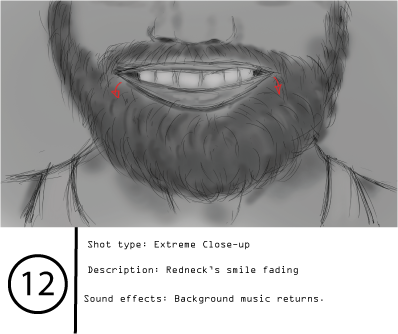 Shot type: Extreme Close-up
Description: Redneck's smile fading
12
Sound effects: Background music returns.